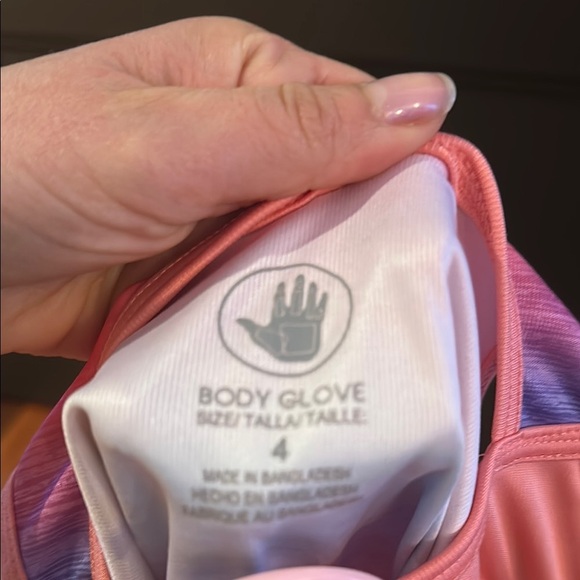 BODY GLOVE
SIZE/TALLA/TAILLE:
4
MADE IN BANGLADESH
HECHO EN BANGLADESH
FABRIQUE AU BANGLADESH